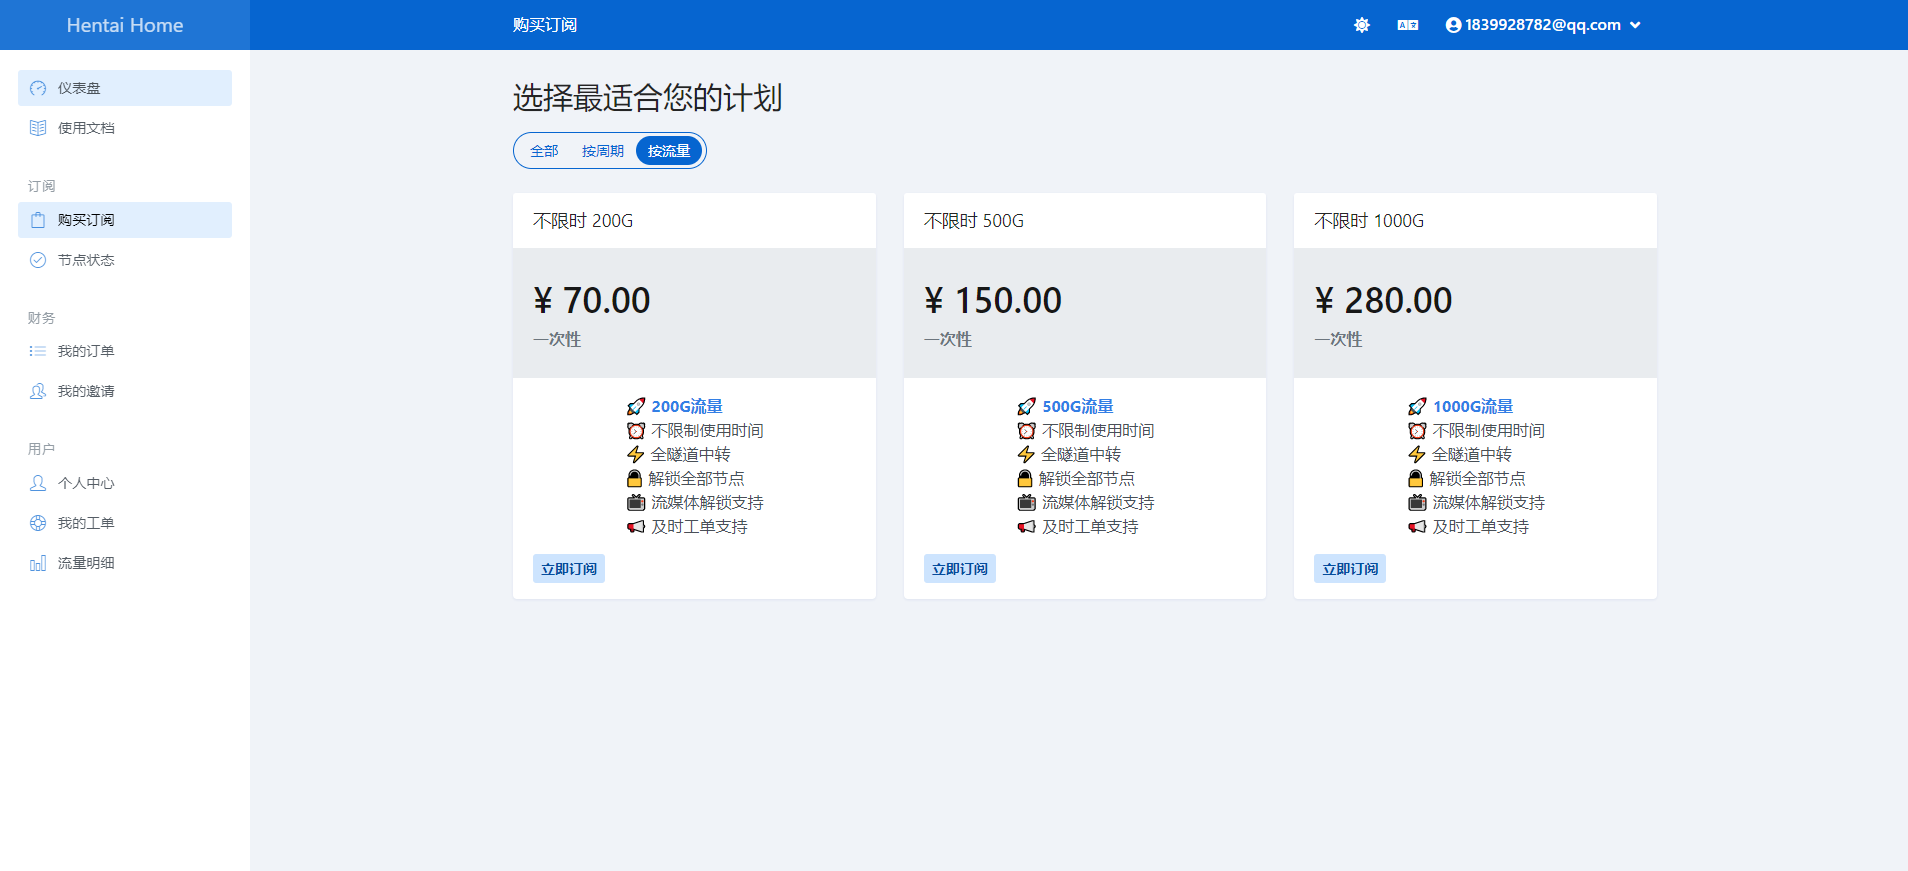 Hentai Home
购买订阅
1839928782@qq.com
仪表盘
使用文档
订阅
购买订阅
节点状态
财务
我的订单
我的邀请
用户
个人中心
我的工单
流量明细
选择最适合您的计划
全部 按周期 按流量
不限时 200G
¥ 70.00
一次性
200G流量
不限制使用时间
全隧道中转
解锁全部节点
流媒体解锁支持
及时工单支持
立即订阅
不限时 500G
¥ 150.00
一次性
500G流量
不限制使用时间
全隧道中转
解锁全部节点
流媒体解锁支持
及时工单支持
立即订阅
不限时 1000G
¥ 280.00
一次性
1000G流量
不限制使用时间
全隧道中转
解锁全部节点
流媒体解锁支持
及时工单支持
立即订阅